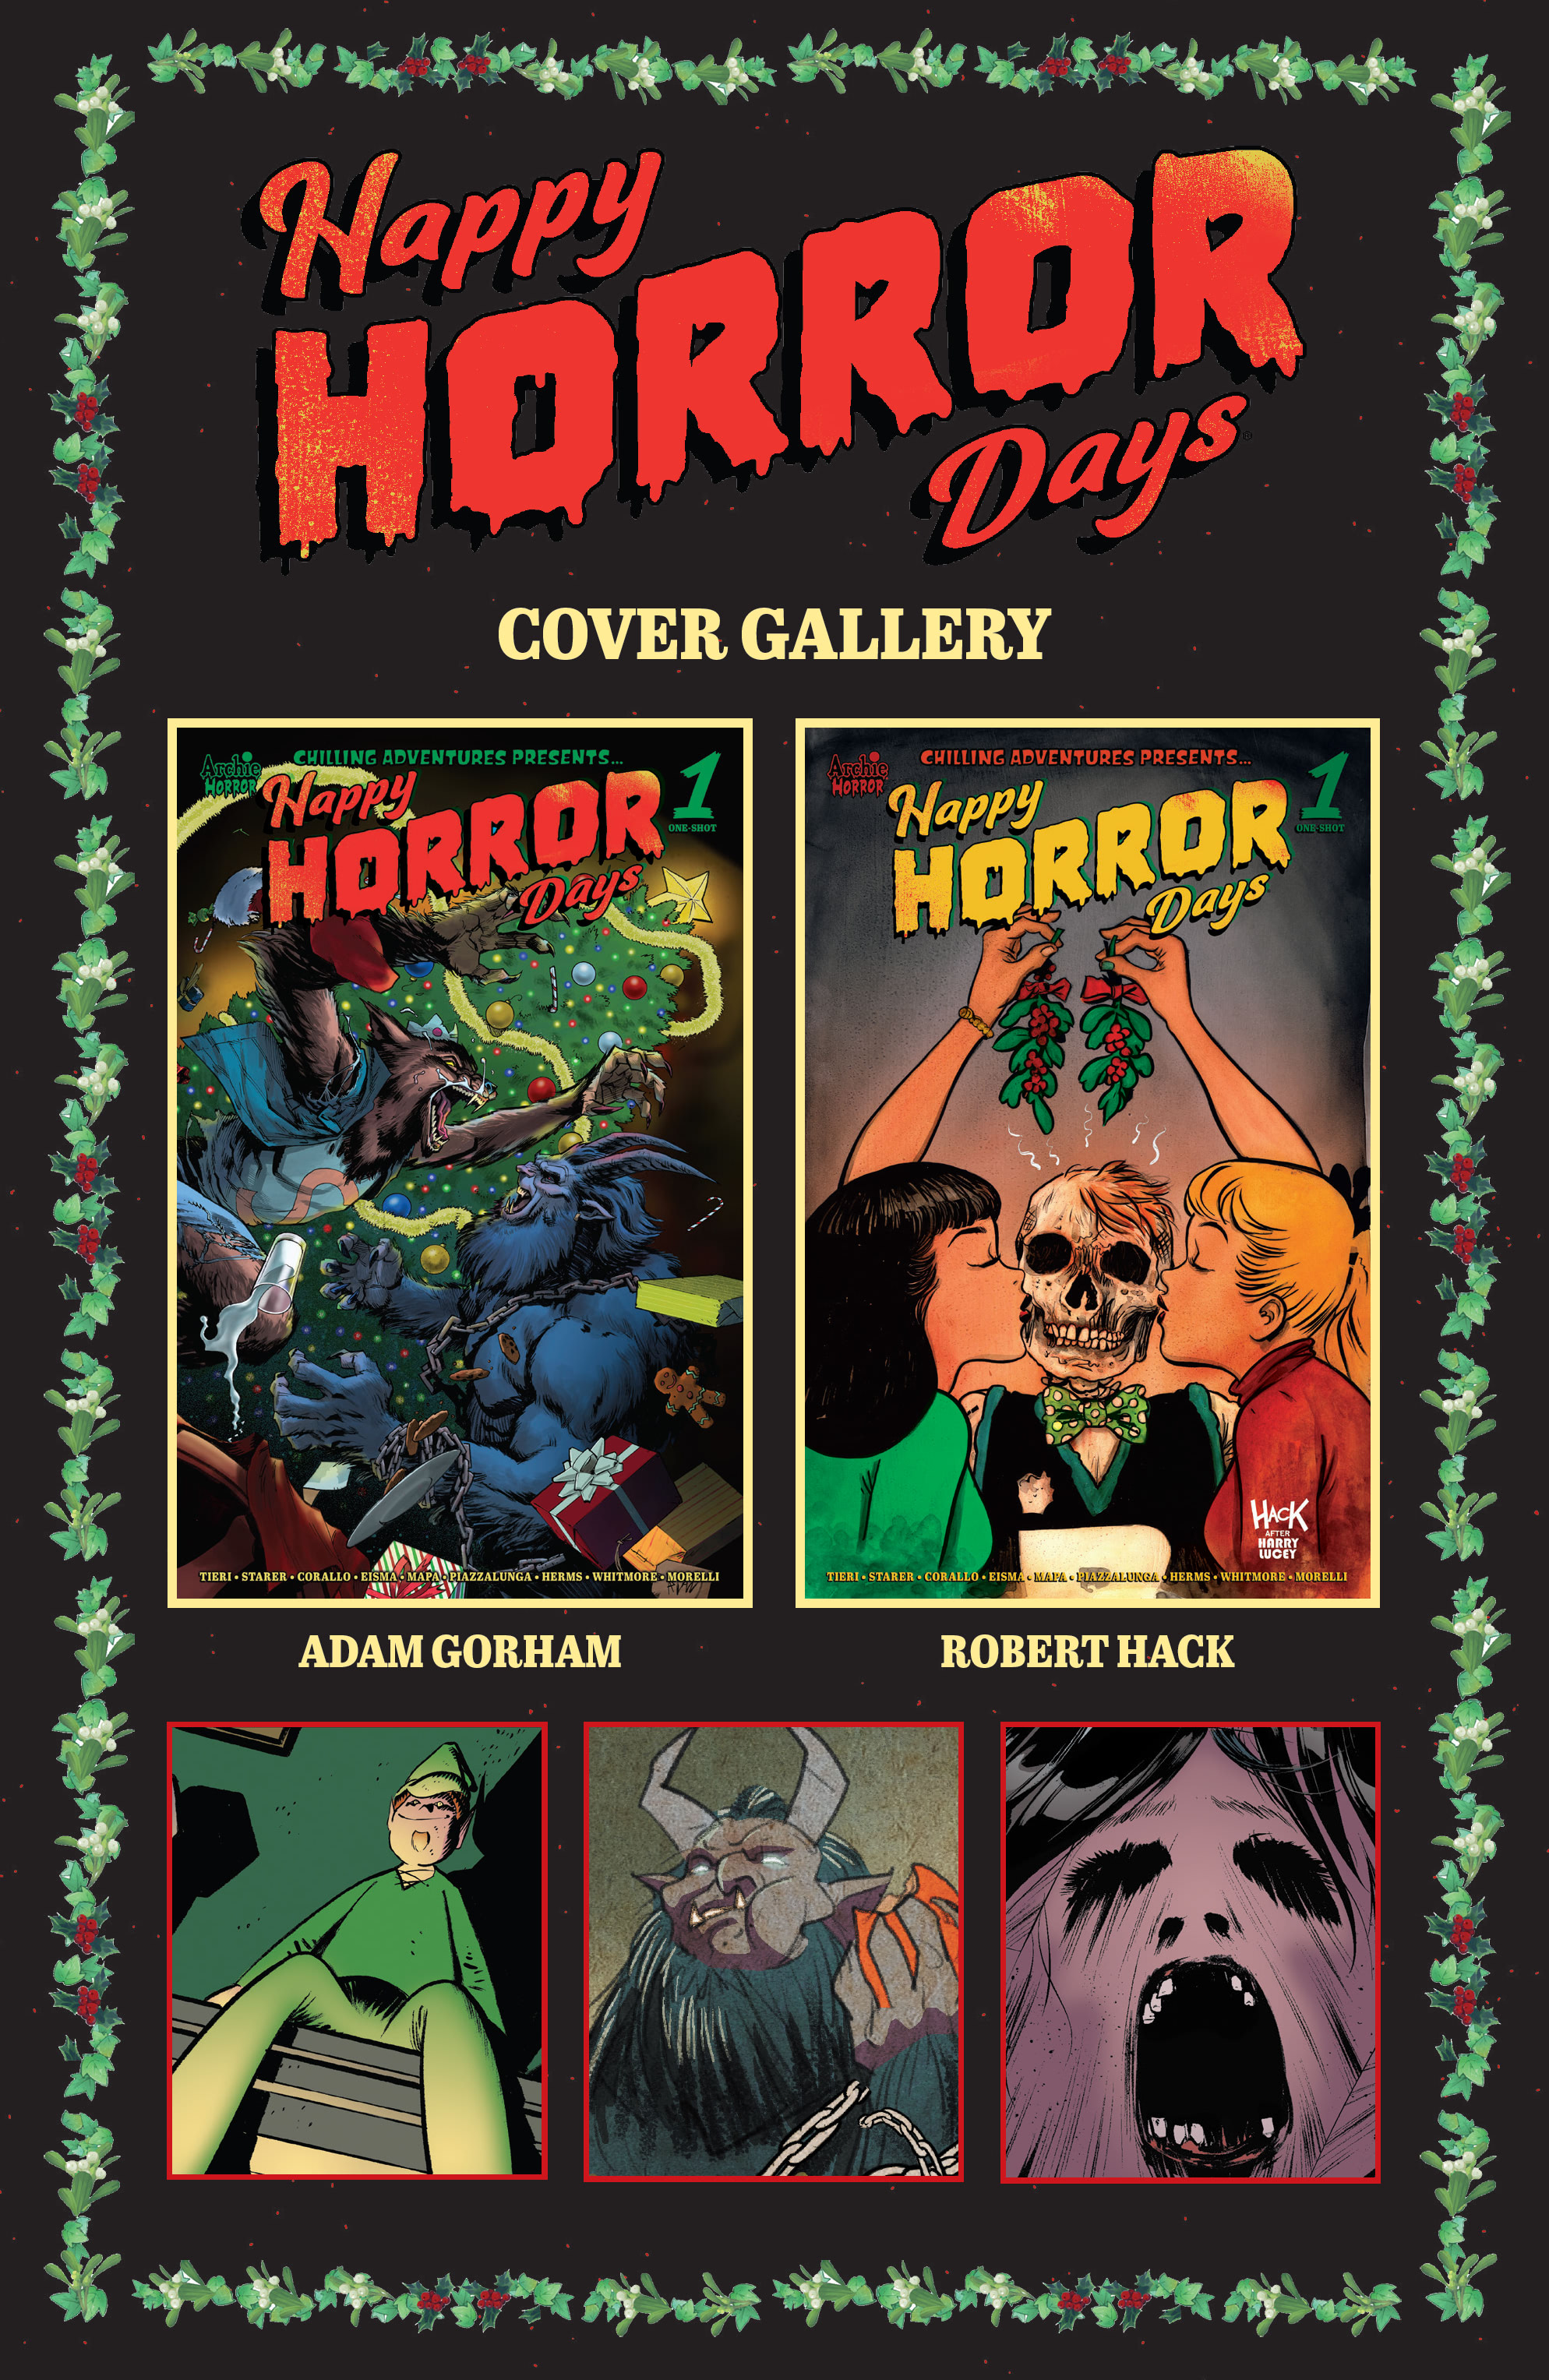 Happy
HORROR
Days
COVER GALLERY
CHILLING ADVENTURES PRESENTS...
Archie
HORROR
Happy
HORROR
Days
1
ONE-SHOT
TIERI • STARER • CORALLO • EISMA • MAPA • PIAZZALUNGA • HERMS • WHITMORE • MORELLI
CHILLING ADVENTURES PRESENTS...
Archie
HORROR
Happy
HORROR
Days
1
ONE-SHOT
HACK
AFTER
HARRY
LUCEY
TIERI • STARER • CORALLO • EISMA • MAPA • PIAZZALUNGA • HERMS • WHITMORE • MORELLI
ADAM GORHAM
ROBERT HACK